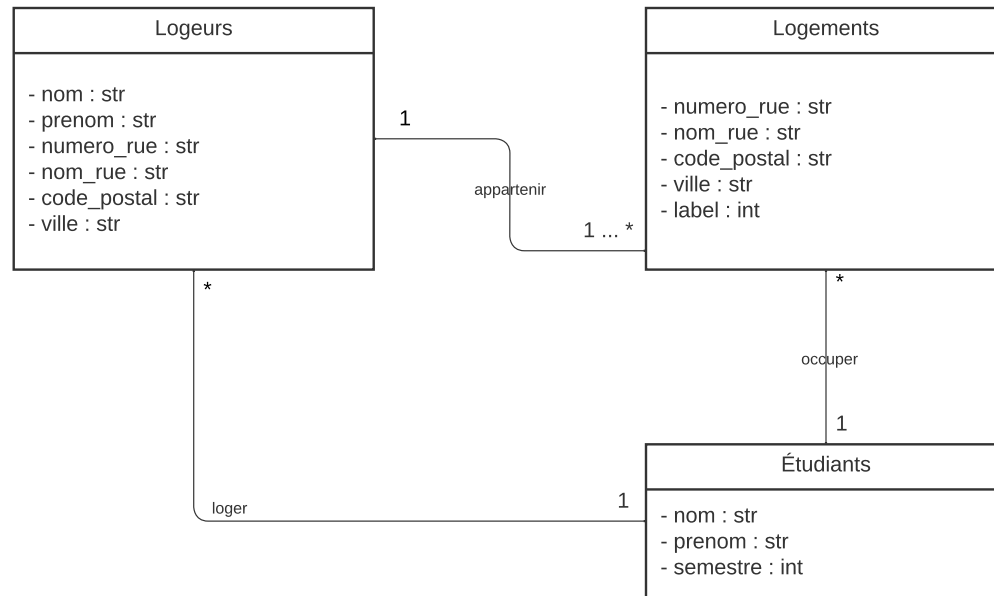 Logeurs
- nom : str
- prenom : str
- numero_rue : str
- nom_rue : str
- code_postal : str
- ville : str
1
appartenir
1 ... *
Logements
- numero_rue : str
- nom_rue : str
- code_postal : str
- ville : str
- label : int
*
*
occuper
1
loger
1
Étudiants
- nom : str
- prenom : str
- semestre : int